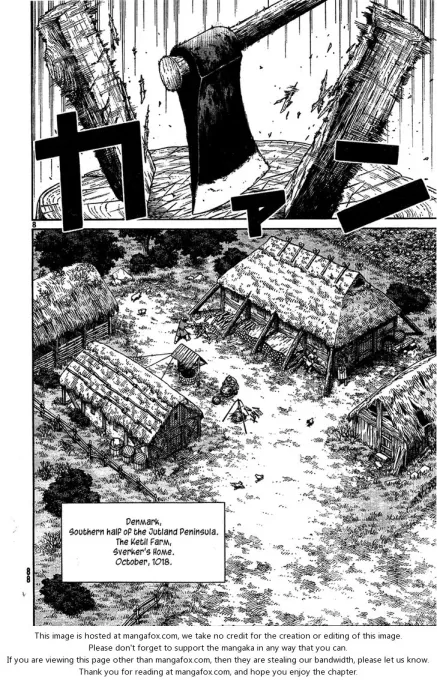 カァン
8
Denmark,
Southern half of the Jutland Peninsula.
The Ketil Farm,
Sverker's Home.
October, 1018.
88
This image is hosted at mangafox.com, we take no credit for the creation or editing of this image.
Please don't forget to support the mangaka in any way that you can.
If you are viewing this page other than mangafox.com, then they are stealing our bandwidth, please let us know.
Thank you for reading at mangafox.com, and hope you enjoy the chapter.